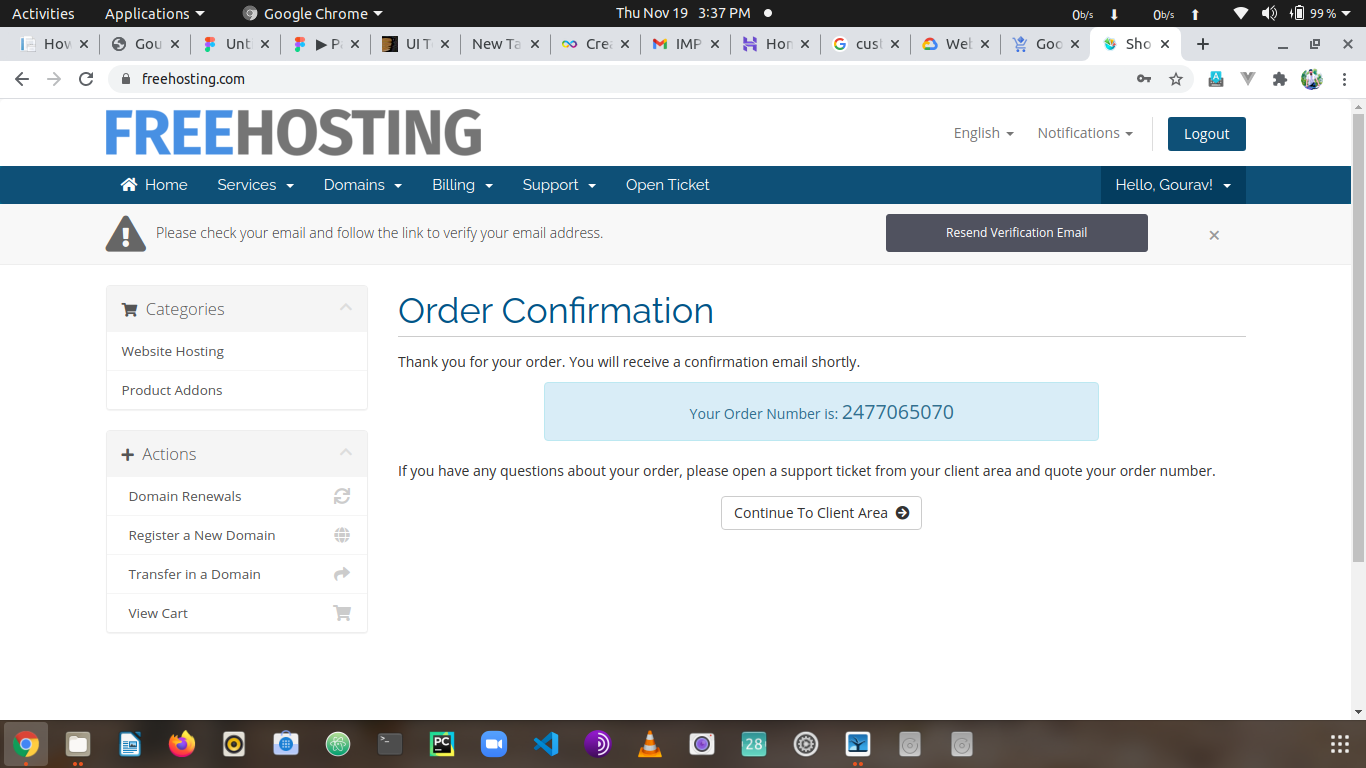 Activities Applications Google Chrome Thu Nov 19 3:37 PM 0b/s 0b/s 99 %
How Gou Unt ▶ Pa UI T New Ta Crea IMP Hor cust Web Goo Sho
freehosting.com
FREEHOSTING
English Notifications Logout
Home Services Domains Billing Support Open Ticket Hello, Gourav!
Please check your email and follow the link to verify your email address. Resend Verification Email ×
Categories
Website Hosting
Product Addons
Actions
Domain Renewals
Register a New Domain
Transfer in a Domain
View Cart
Order Confirmation
Thank you for your order. You will receive a confirmation email shortly.
Your Order Number is: 2477065070
If you have any questions about your order, please open a support ticket from your client area and quote your order number.
Continue To Client Area
PC 28